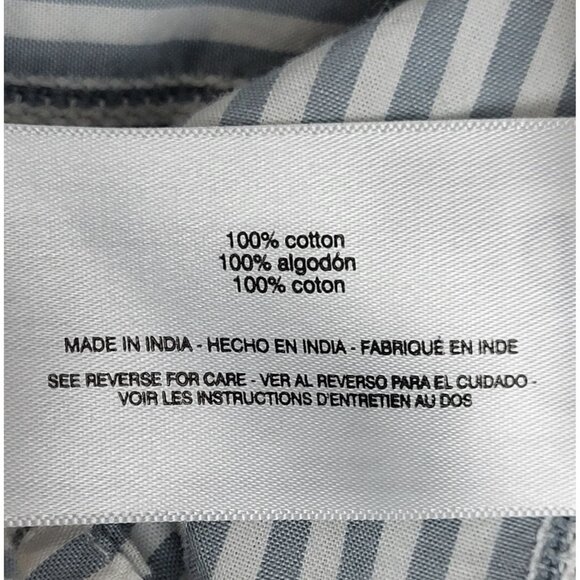 100% cotton
100% algodón
100% coton
MADE IN INDIA - HECHO EN INDIA - FABRIQUÉ EN INDE
SEE REVERSE FOR CARE - VER AL REVERSO PARA EL CUIDADO -
VOIR LES INSTRUCTIONS D'ENTRETIEN AU DOS